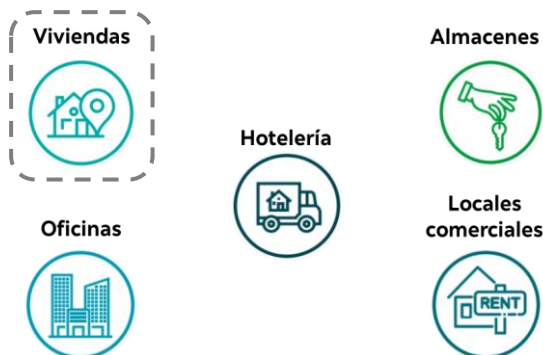 Viviendas
Almacenes
Hotelería
Oficinas
Locales
comerciales
RENT